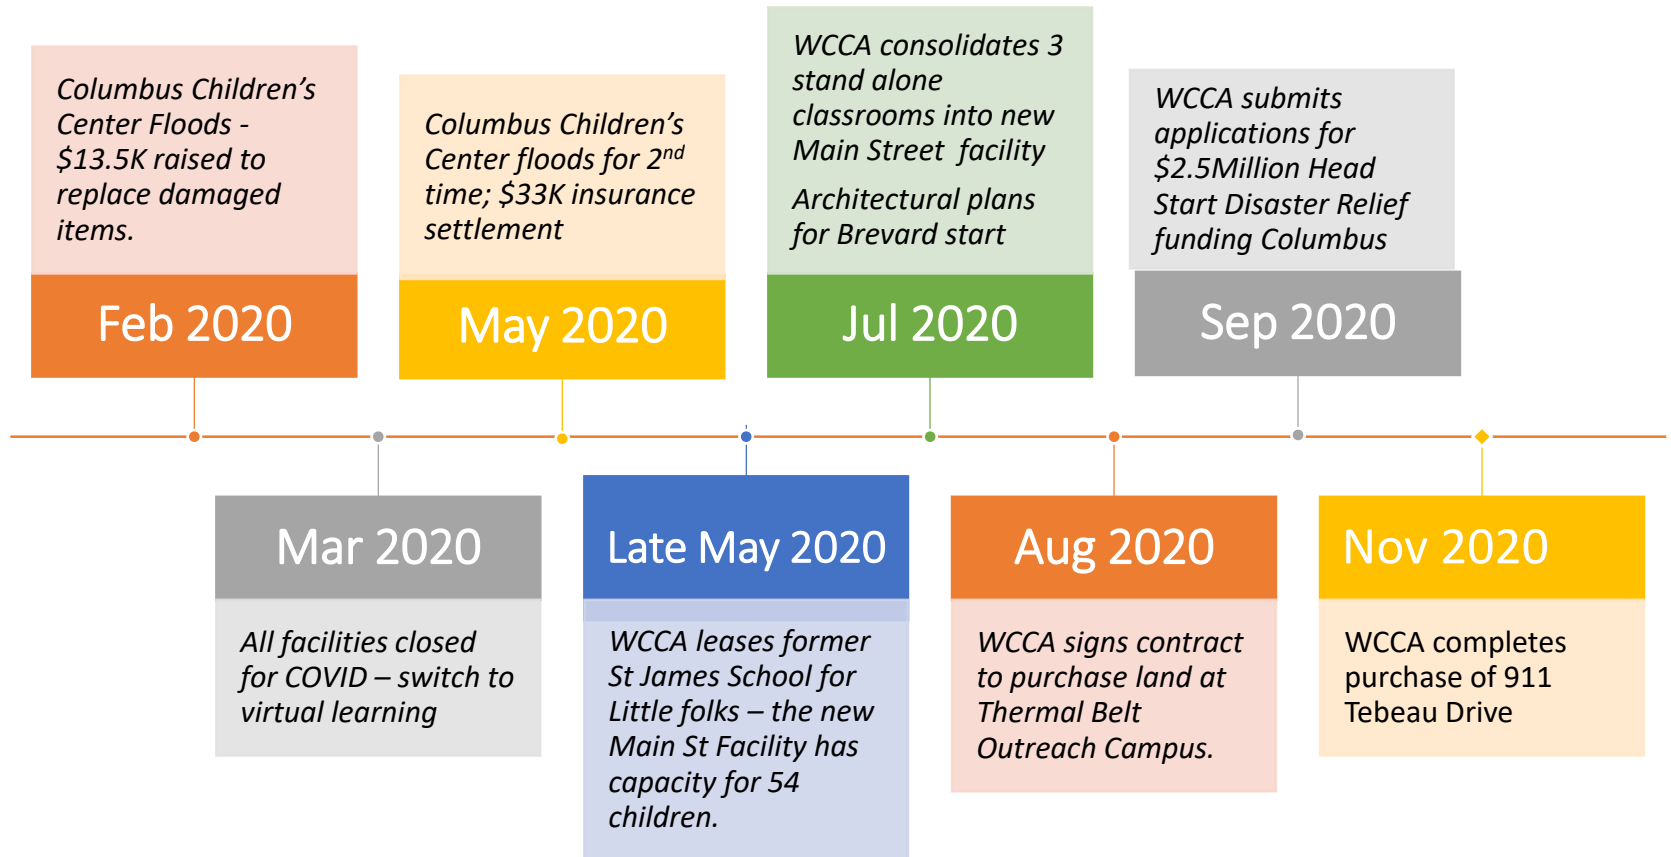 Columbus Children’s
Center Floods -
$13.5K raised to
replace damaged
items.
Feb 2020
All facilities closed
for COVID – switch to
virtual learning
Mar 2020
Columbus Children’s
Center floods for 2nd
time; $33K insurance
settlement
May 2020
Late May 2020
WCCA leases former
St James School for
Little folks – the new
Main St Facility has
capacity for 54
children.
WCCA consolidates 3
stand alone
classrooms into new
Main Street facility
Architectural plans
for Brevard start
Jul 2020
Aug 2020
WCCA signs contract
to purchase land at
Thermal Belt
Outreach Campus.
WCCA submits
applications for
$2.5Million Head
Start Disaster Relief
funding Columbus
Sep 2020
Nov 2020
WCCA completes
purchase of 911
Tebeau Drive